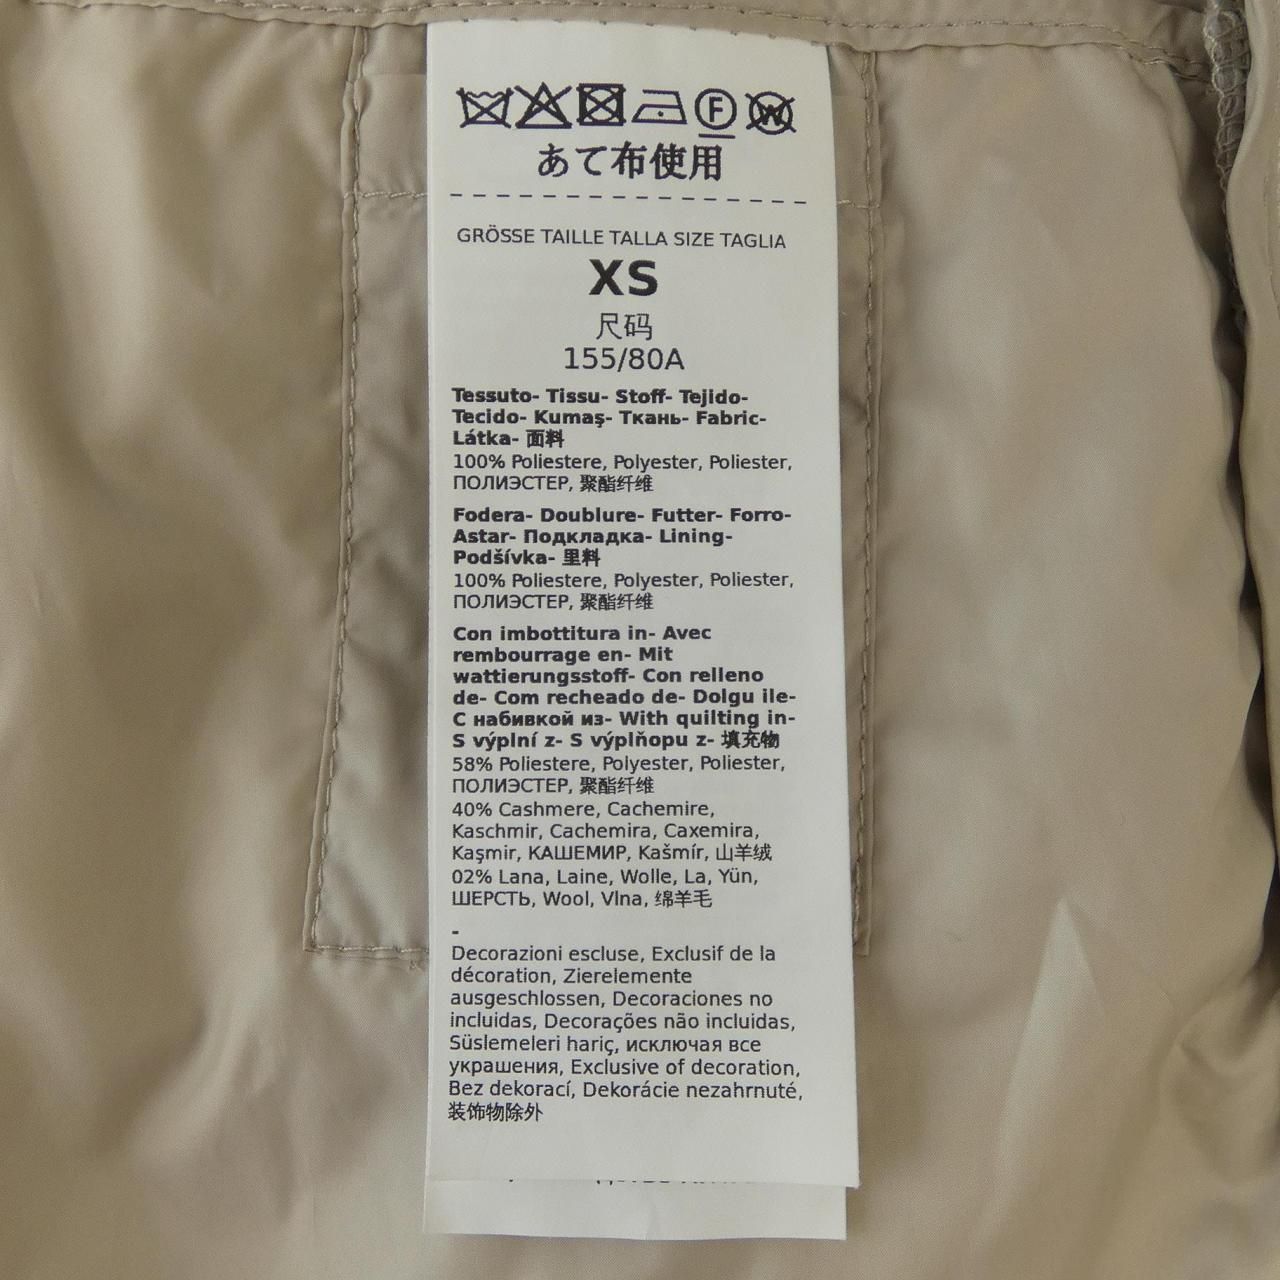 F W
あて布使用
GRÖSSE TAILLE TALLA SIZE TAGLIA
XS
尺码
155/80A
Tessuto- Tissu- Stoff- Tejido-
Tecido- Kumaş- Ткань- Fabric-
Látka- 面料
100% Poliestere, Polyester, Poliester,
ПОЛИЭСТЕР, 聚酯纤维
Fodera- Doublure- Futter- Forro-
Astar- Подкладка- Lining-
Podšívka- 里料
100% Poliestere, Polyester, Poliester,
ПОЛИЭСТЕР, 聚酯纤维
Con imbottitura in- Avec
rembourrage en- Mit
wattierungsstoff- Con relleno
de- Com recheado de- Dolgu ile-
С набивкой из- With quilting in-
S výplní z- S výplňopu z- 填充物
58% Poliestere, Polyester, Poliester,
ПОЛИЭСТЕР, 聚酯纤维
40% Cashmere, Cachemire,
Kaschmir, Cachemira, Caxemira,
Kaşmir, КАШЕМИР, Kašmír, 山羊绒
02% Lana, Laine, Wolle, La, Yün,
ШЕРСТЬ, Wool, Vlna, 绵羊毛
-
Decorazioni escluse, Exclusif de la
décoration, Zierelemente
ausgeschlossen, Decoraciones no
incluidas, Decorações não incluidas,
Süslemeleri hariç, исключая все
украшения, Exclusive of decoration,
Bez dekorací, Dekorácie nezahrnuté,
装饰物除外